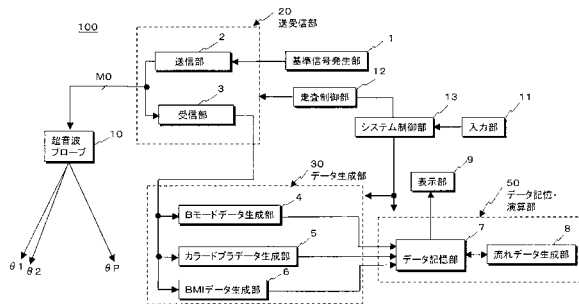 100
20
送受信部
2
送信部
1
基準信号発生部
M0
3
受信部
12
走査制御部
13
システム制御部
11
入力部
10
超音波
プローブ
θ1
θ2
θP
30
データ生成部
9
表示部
50
データ記憶・
演算部
4
Bモードデータ生成部
5
カラードプラデータ生成部
6
BMIデータ生成部
7
データ記憶部
8
流れデータ生成部